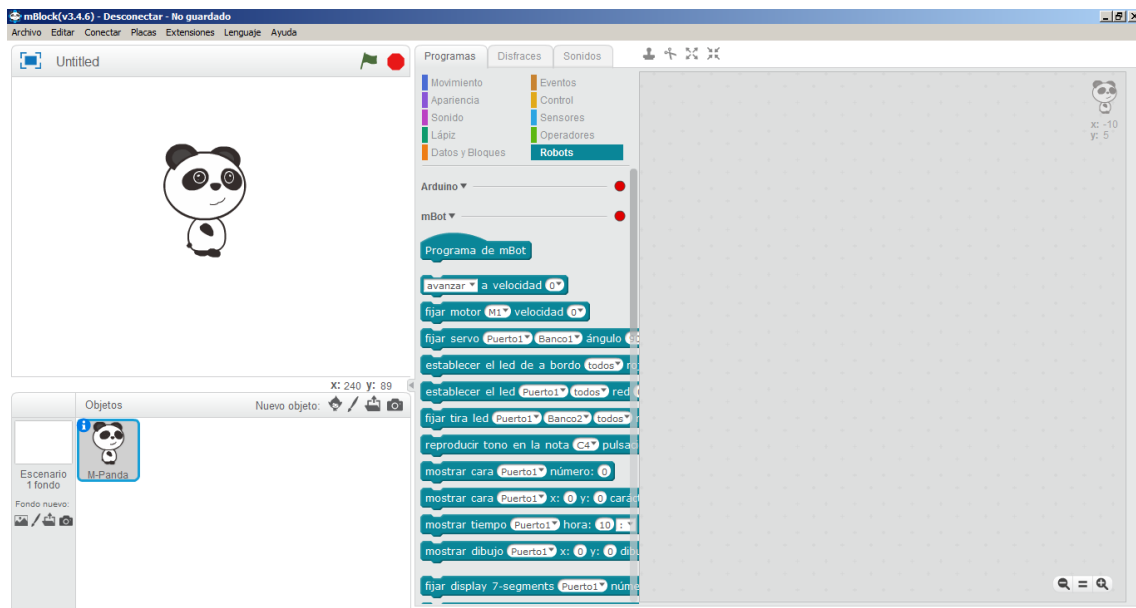 mBlock(v3.4.6) - Desconectar - No guardado
Archivo Editar Conectar Placas Extensiones Lenguaje Ayuda
Untitled
Programas Disfraces Sonidos
Movimiento Eventos
Apariencia Control
Sonido Sensores
Lápiz Operadores
Datos y Bloques Robots
x: -10
y: 5
Arduino
mBot
Programa de mBot
avanzar a velocidad 0
fijar motor M1 velocidad 0
fijar servo Puerto1 Banco1 ángulo
establecer el led de a bordo todos
establecer el led Puerto1 todos red
fijar tira led Puerto1 Banco2 todos
reproducir tono en la nota C4
mostrar cara Puerto1 número: 0
mostrar cara Puerto1 x: 0 y: 0
mostrar tiempo Puerto1 hora: 10 :
mostrar dibujo Puerto1 x: 0 y: 0
fijar display 7-segments Puerto1
x: 240 y: 89
Objetos Nuevo objeto:
M-Panda
Escenario
1 fondo
Fondo nuevo: